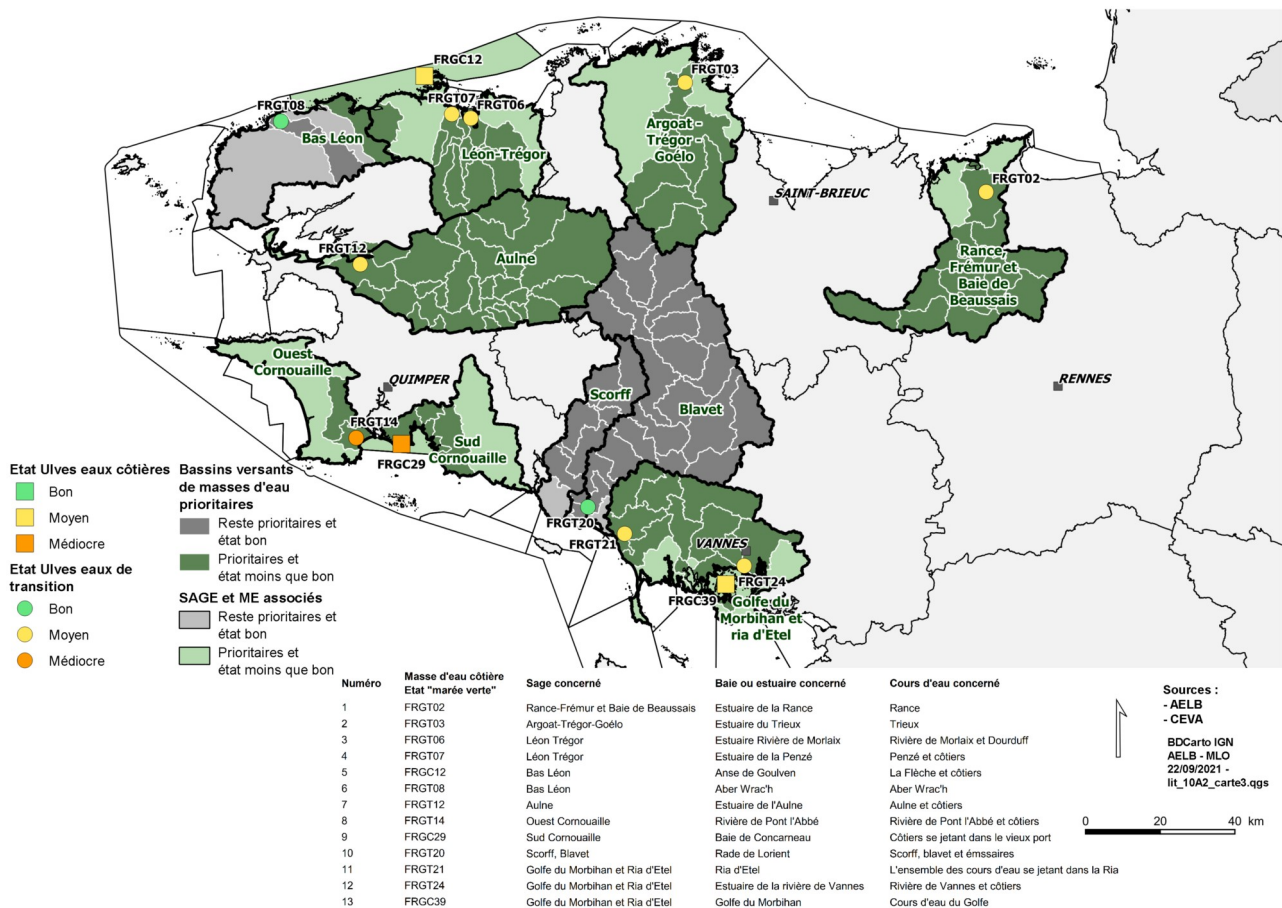 FRGC12
FRGT03
FRGT08
FRGT07
FRGT06
Bas Léon
Léon-Trégor
Argoat-
Trégor -
Goélo
FRGT02
SAINT-BRIEUC
FRGT12
Aulne
Rance,
Frémur et
Baie de
Beaussais
Ouest
Cornouaille
QUIMPER
Scorff
Blavet
RENNES
FRGT14
Sud
Cornouaille
FRGC29
FRGT20
FRGT21
VANNES
FRGT24
FRGC39
Golfe du
Morbihan et
ria d'Etel
Etat Ulves eaux côtières
Bon
Moyen
Médiocre
Etat Ulves eaux de
transition
Bon
Moyen
Médiocre
Bassins versants
de masses d'eau
prioritaires
Reste prioritaires et
état bon
Prioritaires et
état moins que bon
SAGE et ME associés
Reste prioritaires et
état bon
Prioritaires et
état moins que bon
Numéro Masse d'eau côtière Etat "marée verte" Sage concerné Baie ou estuaire concerné Cours d'eau concerné
1 FRGT02 Rance-Frémur et Baie de Beaussais Estuaire de la Rance Rance
2 FRGT03 Argoat-Trégor-Goélo Estuaire du Trieux Trieux
3 FRGT06 Léon Trégor Estuaire Rivière de Morlaix Rivière de Morlaix et Dourduff
4 FRGT07 Léon Trégor Estuaire de la Penzé Penzé et côtiers
5 FRGC12 Bas Léon Anse de Goulven La Flèche et côtiers
6 FRGT08 Bas Léon Aber Wrac'h Aber Wrac'h
7 FRGT12 Aulne Estuaire de l'Aulne Aulne et côtiers
8 FRGT14 Ouest Cornouaille Rivière de Pont l'Abbé Rivière de Pont l'Abbé et côtiers
9 FRGC29 Sud Cornouaille Baie de Concarneau Côtiers se jetant dans le vieux port
10 FRGT20 Scorff, Blavet Rade de Lorient Scorff, blavet et émssaires
11 FRGT21 Golfe du Morbihan et Ria d'Etel Ria d'Etel L'ensemble des cours d'eau se jetant dans la Ria
12 FRGT24 Golfe du Morbihan et Ria d'Etel Estuaire de la rivière de Vannes Rivière de Vannes et côtiers
13 FRGC39 Golfe du Morbihan et Ria d'Etel Golfe du Morbihan Cours d'eau du Golfe
Sources :
- AELB
- CEVA
BDCarto IGN
AELB - MLO
22/09/2021 -
lit_10A2_carte3.qgs
0 20 40 km